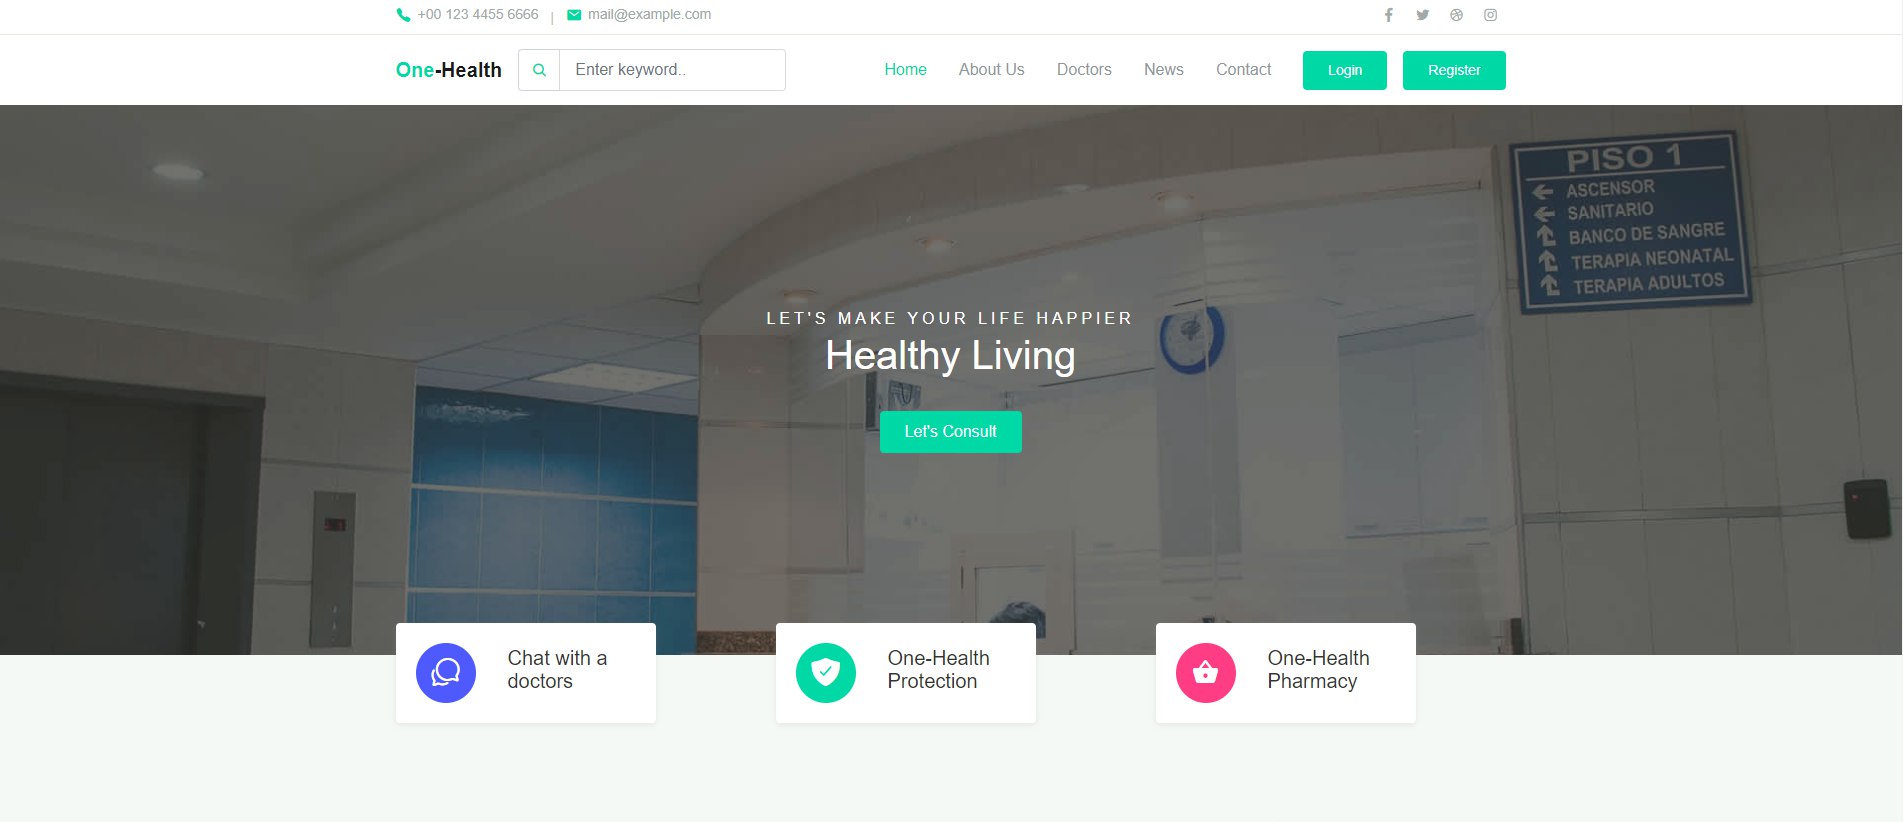 +00 123 4455 6666 | mail@example.com
One-Health
Enter keyword..
Home About Us Doctors News Contact Login Register
PISO 1
ASCENSOR
SANITARIO
BANCO DE SANGRE
TERAPIA NEONATAL
TERAPIA ADULTOS
LET'S MAKE YOUR LIFE HAPPIER
Healthy Living
Let's Consult
Chat with a
doctors
One-Health
Protection
One-Health
Pharmacy